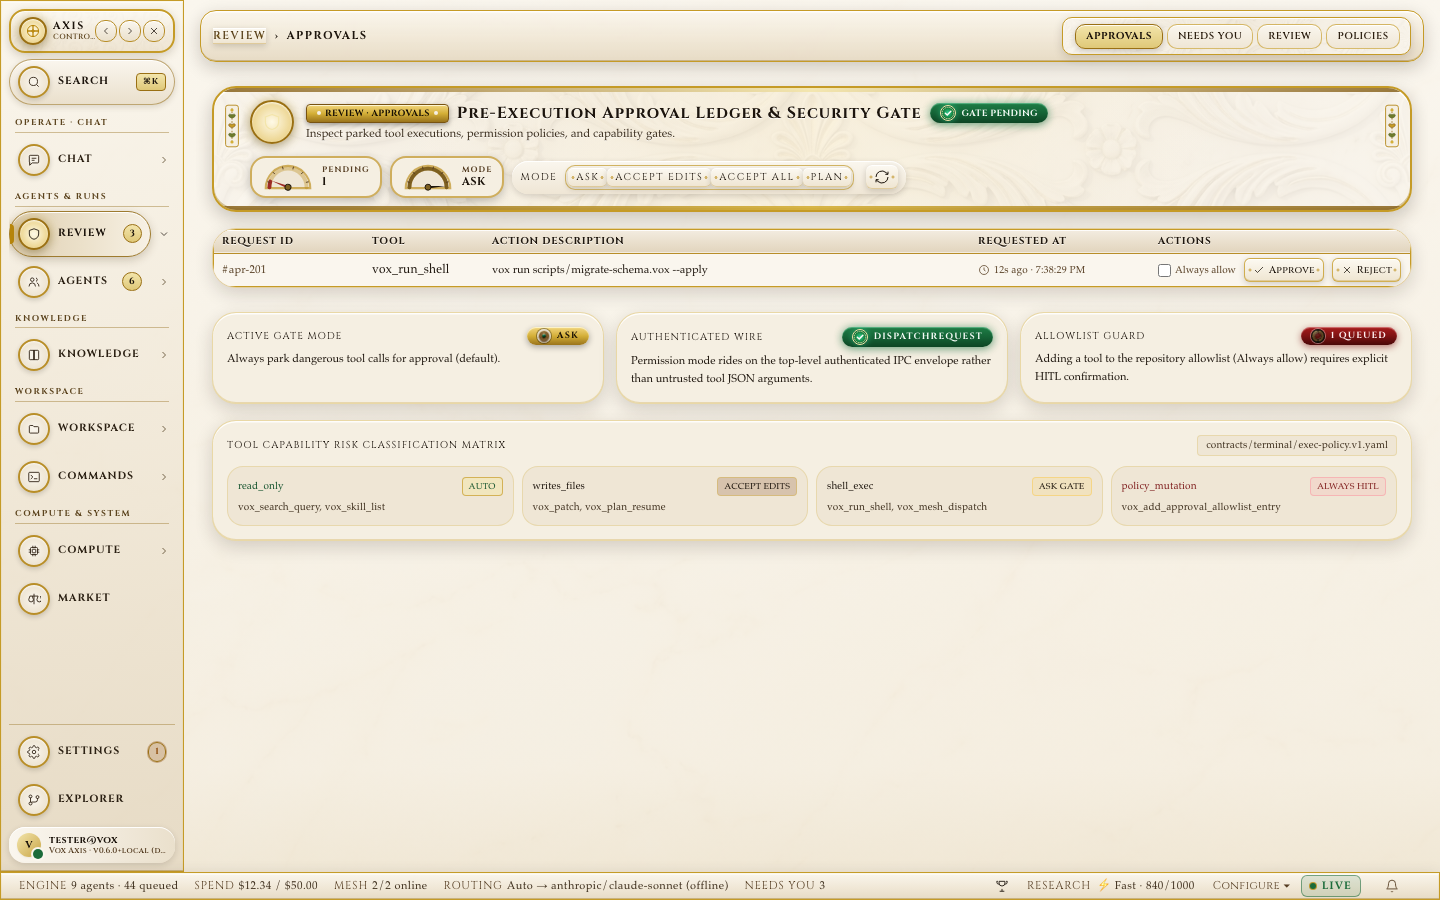 AXIS
CONTRO...
SEARCH ⌘K
OPERATE · CHAT
CHAT
AGENTS & RUNS
REVIEW 3
AGENTS 6
KNOWLEDGE
KNOWLEDGE
WORKSPACE
WORKSPACE
COMMANDS
COMPUTE & SYSTEM
COMPUTE
MARKET
SETTINGS 1
EXPLORER
V
TESTER@VOX
VOX AXIS · V0.6.0+LOCAL (D...
REVIEW › APPROVALS
APPROVALS NEEDS YOU REVIEW POLICIES
REVIEW · APPROVALS PRE-EXECUTION APPROVAL LEDGER & SECURITY GATE GATE PENDING
Inspect parked tool executions, permission policies, and capability gates.
PENDING
1
MODE
ASK
MODE ASK ACCEPT EDITS ACCEPT ALL PLAN
REQUEST ID TOOL ACTION DESCRIPTION REQUESTED AT ACTIONS
#apr-201 vox_run_shell vox run scripts/migrate-schema.vox --apply 12s ago · 7:38:29 PM Always allow APPROVE REJECT
ACTIVE GATE MODE ASK
Always park dangerous tool calls for approval (default).
AUTHENTICATED WIRE DISPATCHREQUEST
Permission mode rides on the top-level authenticated IPC envelope rather
than untrusted tool JSON arguments.
ALLOWLIST GUARD 1 QUEUED
Adding a tool to the repository allowlist (Always allow) requires explicit
HITL confirmation.
TOOL CAPABILITY RISK CLASSIFICATION MATRIX contracts/terminal/exec-policy.v1.yaml
read_only AUTO
vox_search_query, vox_skill_list
writes_files ACCEPT EDITS
vox_patch, vox_plan_resume
shell_exec ASK GATE
vox_run_shell, vox_mesh_dispatch
policy_mutation ALWAYS HITL
vox_add_approval_allowlist_entry
ENGINE 9 agents · 44 queued SPEND $12.34 / $50.00 MESH 2/2 online ROUTING Auto → anthropic/claude-sonnet (offline) NEEDS YOU 3 RESEARCH ⚡ Fast · 840/1000 CONFIGURE LIVE